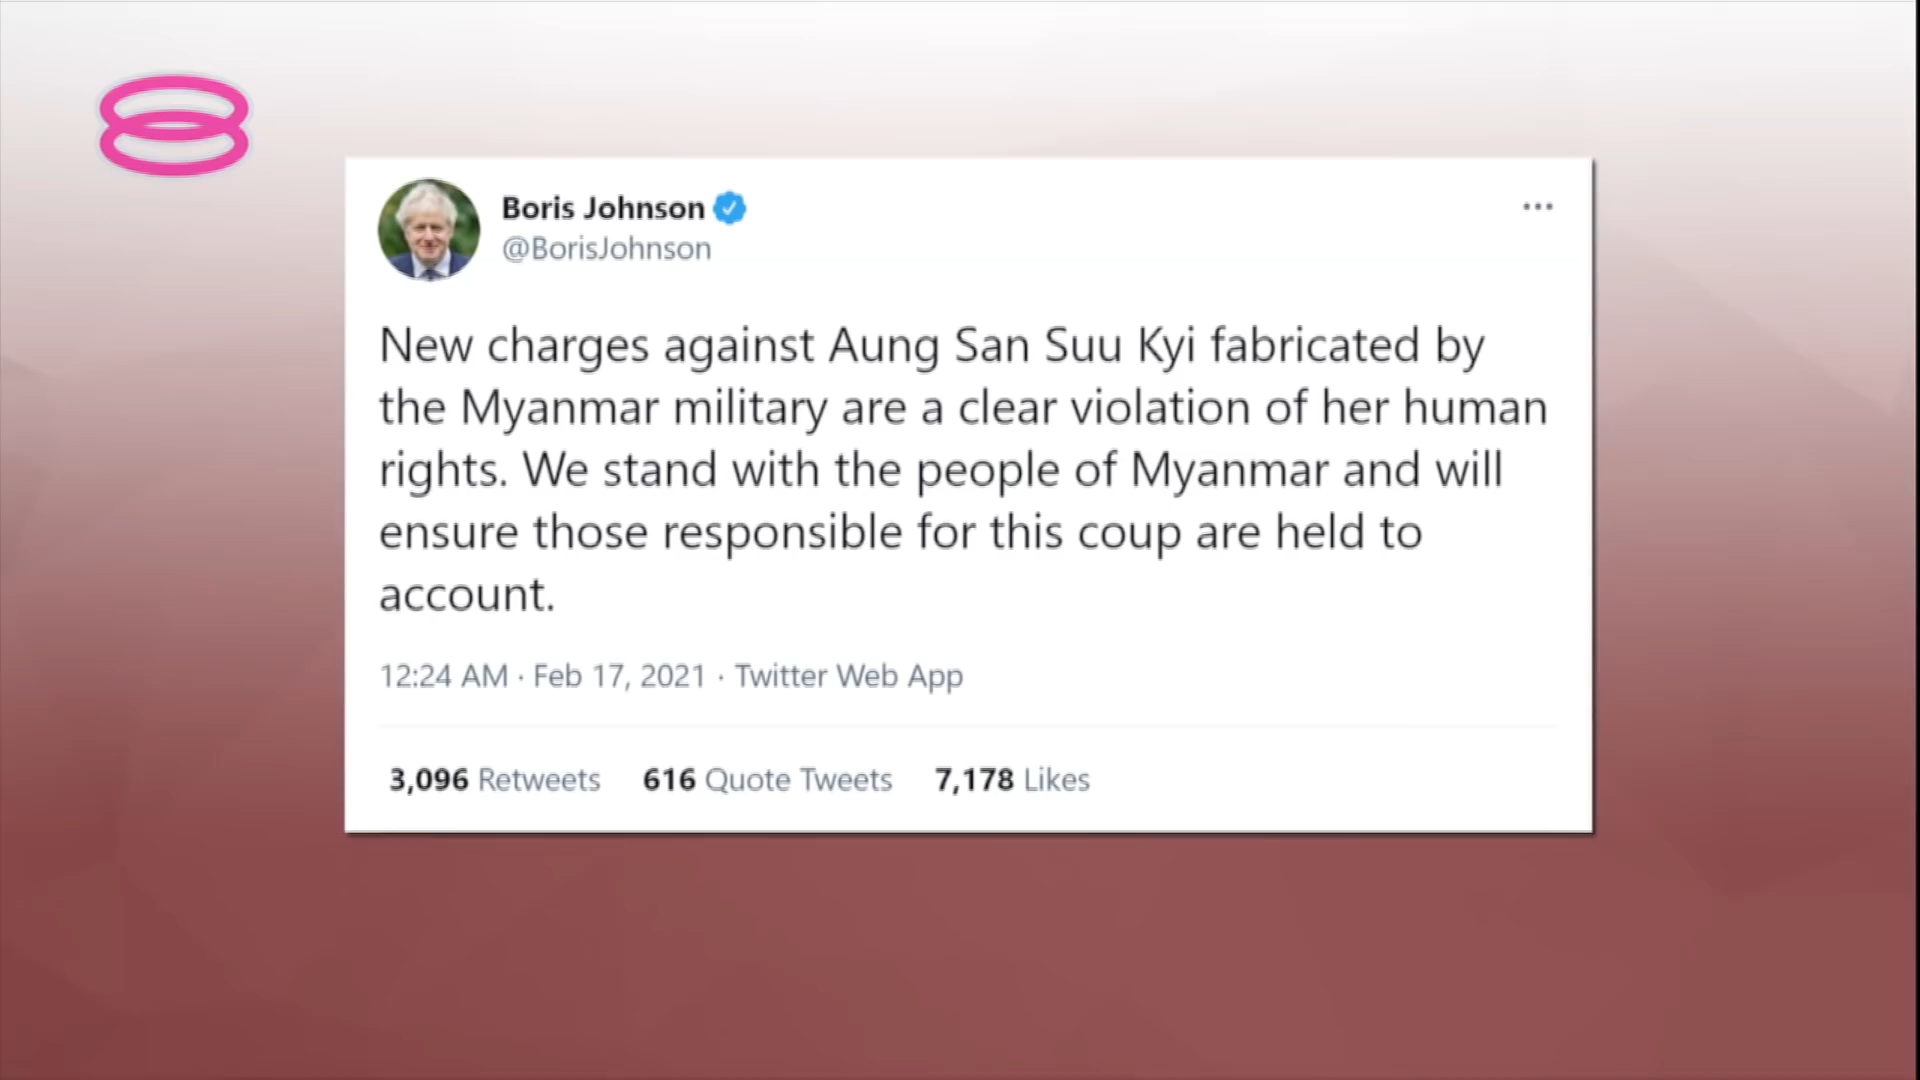 Boris Johnson
@BorisJohnson
New charges against Aung San Suu Kyi fabricated by
the Myanmar military are a clear violation of her human
rights. We stand with the people of Myanmar and will
ensure those responsible for this coup are held to
account.
12:24 AM · Feb 17, 2021 · Twitter Web App
3,096 Retweets 616 Quote Tweets 7,178 Likes